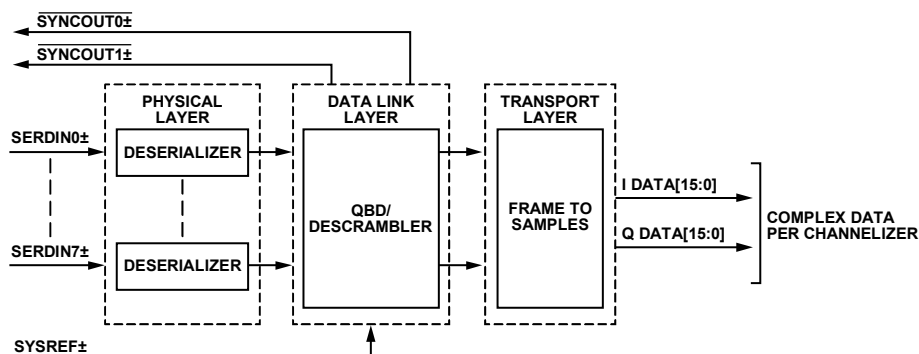 SYNCOUT0±
SYNCOUT1±
PHYSICAL
LAYER
DATA LINK
LAYER
TRANSPORT
LAYER
SERDIN0±
DESERIALIZER
QBD/
DESCRAMBLER
FRAME TO
SAMPLES
I DATA[15:0]
Q DATA[15:0]
COMPLEX DATA
PER CHANNELIZER
SERDIN7±
DESERIALIZER
SYSREF±